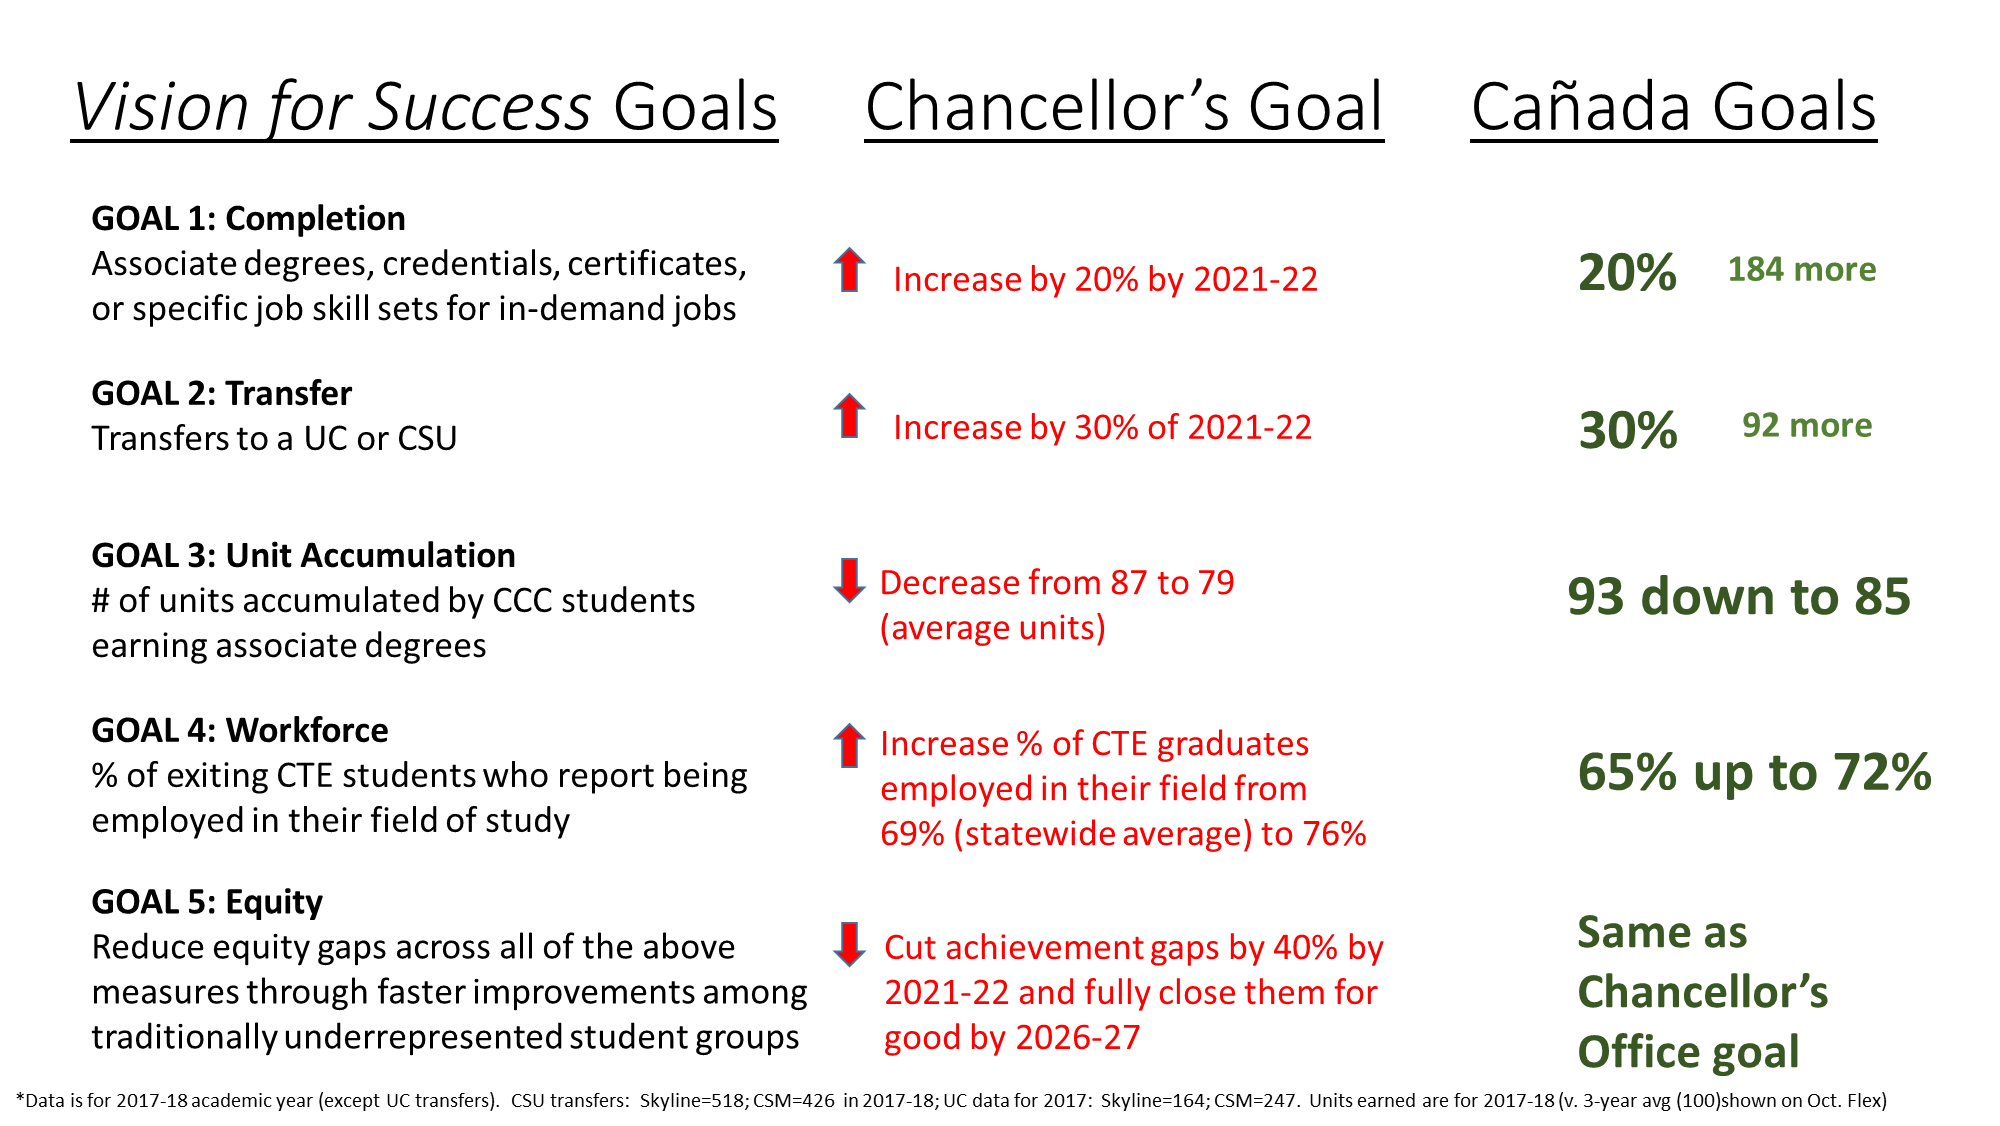 Vision for Success Goals
Chancellor’s Goal
Cañada Goals
GOAL 1: Completion
Associate degrees, credentials, certificates,
or specific job skill sets for in-demand jobs
Increase by 20% by 2021-22
20%
184 more
GOAL 2: Transfer
Transfers to a UC or CSU
Increase by 30% of 2021-22
30%
92 more
GOAL 3: Unit Accumulation
# of units accumulated by CCC students
earning associate degrees
Decrease from 87 to 79
(average units)
93 down to 85
GOAL 4: Workforce
% of exiting CTE students who report being
employed in their field of study
Increase % of CTE graduates
employed in their field from
69% (statewide average) to 76%
65% up to 72%
GOAL 5: Equity
Reduce equity gaps across all of the above
measures through faster improvements among
traditionally underrepresented student groups
Cut achievement gaps by 40% by
2021-22 and fully close them for
good by 2026-27
Same as
Chancellor’s
Office goal
*Data is for 2017-18 academic year (except UC transfers).  CSU transfers:  Skyline=518; CSM=426 in 2017-18; UC data for 2017:  Skyline=164; CSM=247.  Units earned are for 2017-18 (v. 3-year avg (100)shown on Oct. Flex)